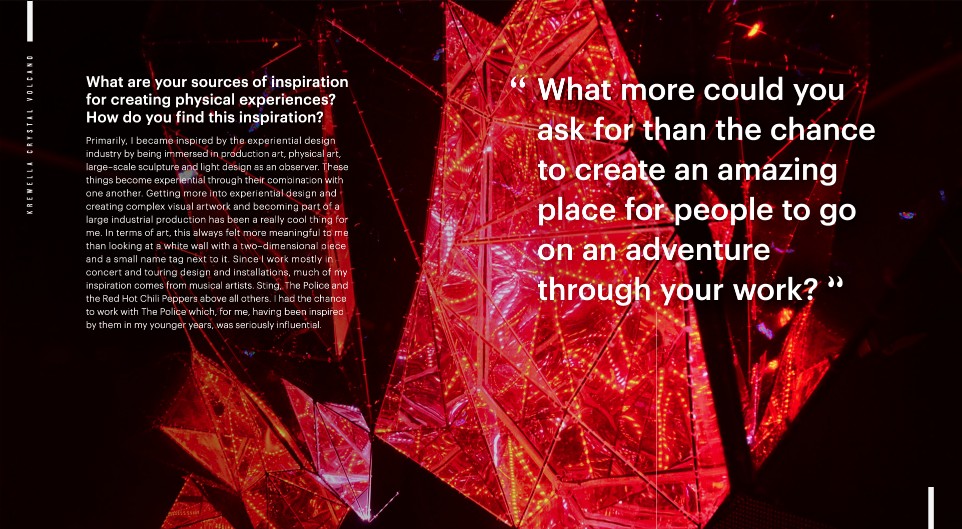 KREWELLA CRYSTAL VOLCANO
What are your sources of inspiration
for creating physical experiences?
How do you find this inspiration?
Primarily, I became inspired by the experiential design
industry by being immersed in production art, physical art,
large-scale sculpture and light design as an observer. These
things become experiential through their combination with
one another. Getting more into experiential design and
creating complex visual artwork and becoming part of a
large industrial production has been a really cool thing for
me. In terms of art, this always felt more meaningful to me
than looking at a white wall with a two-dimensional piece
and a small name tag next to it. Since I work mostly in
concert and touring design and installations, much of my
inspiration comes from musical artists. Sting, The Police and
the Red Hot Chili Peppers above all others. I had the chance
to work with The Police which, for me, having been inspired
by them in my younger years, was seriously influential.
“ What more could you
ask for than the chance
to create an amazing
place for people to go
on an adventure
through your work? ”